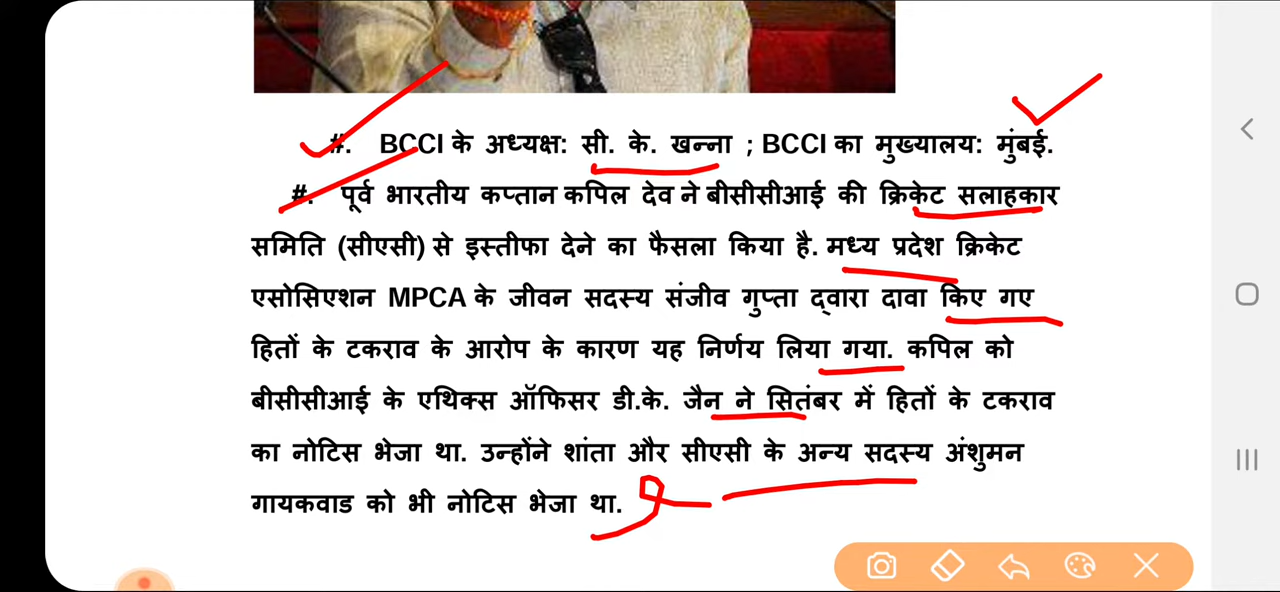 #. BCCI के अध्यक्ष: सी. के. खन्ना ; BCCI का मुख्यालय: मुंबई.
#. पूर्व भारतीय कप्तान कपिल देव ने बीसीसीआई की क्रिकेट सलाहकार
समिति (सीएसी) से इस्तीफा देने का फैसला किया है. मध्य प्रदेश क्रिकेट
एसोसिएशन MPCA के जीवन सदस्य संजीव गुप्ता द्वारा दावा किए गए
हितों के टकराव के आरोप के कारण यह निर्णय लिया गया. कपिल को
बीसीसीआई के एथिक्स ऑफिसर डी.के. जैन ने सितंबर में हितों के टकराव
का नोटिस भेजा था. उन्होंने शांता और सीएसी के अन्य सदस्य अंशुमन
गायकवाड को भी नोटिस भेजा था.